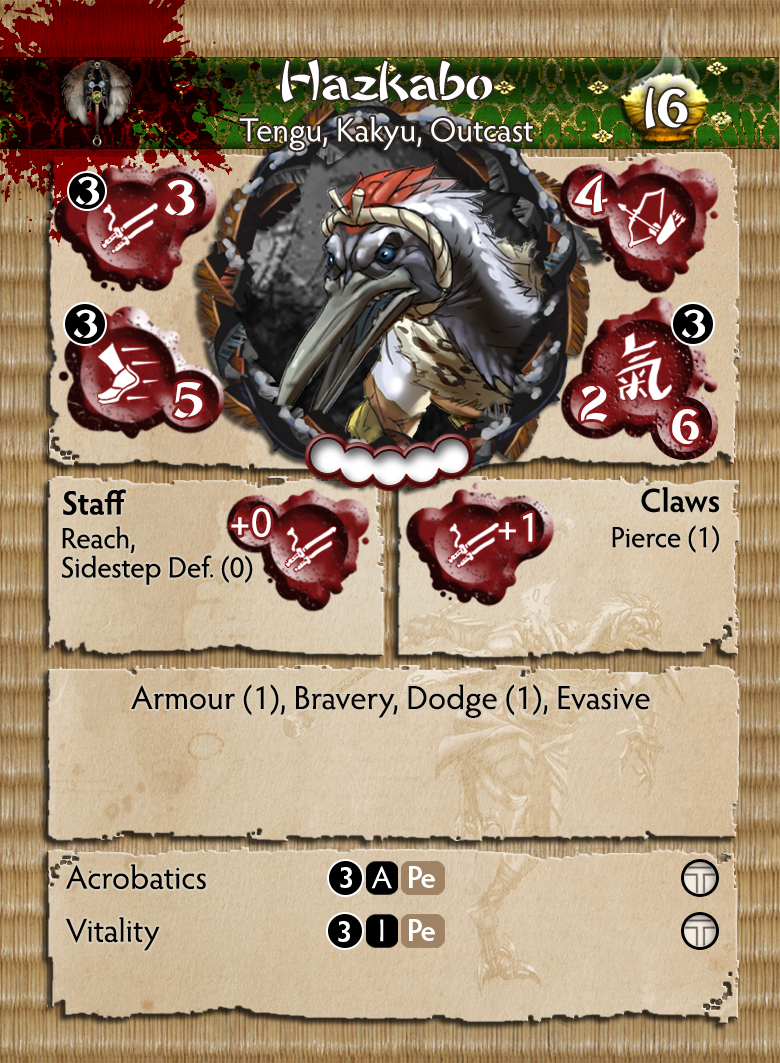 Hazkabo
16
Tengu, Kakyu, Outcast
3 3
4
3 5
氣 3
2 6
Staff
Reach,
Sidestep Def. (0)
+0
+1
Claws
Pierce (1)
Armour (1), Bravery, Dodge (1), Evasive
Acrobatics 3 A Pe T
Vitality 3 I Pe T